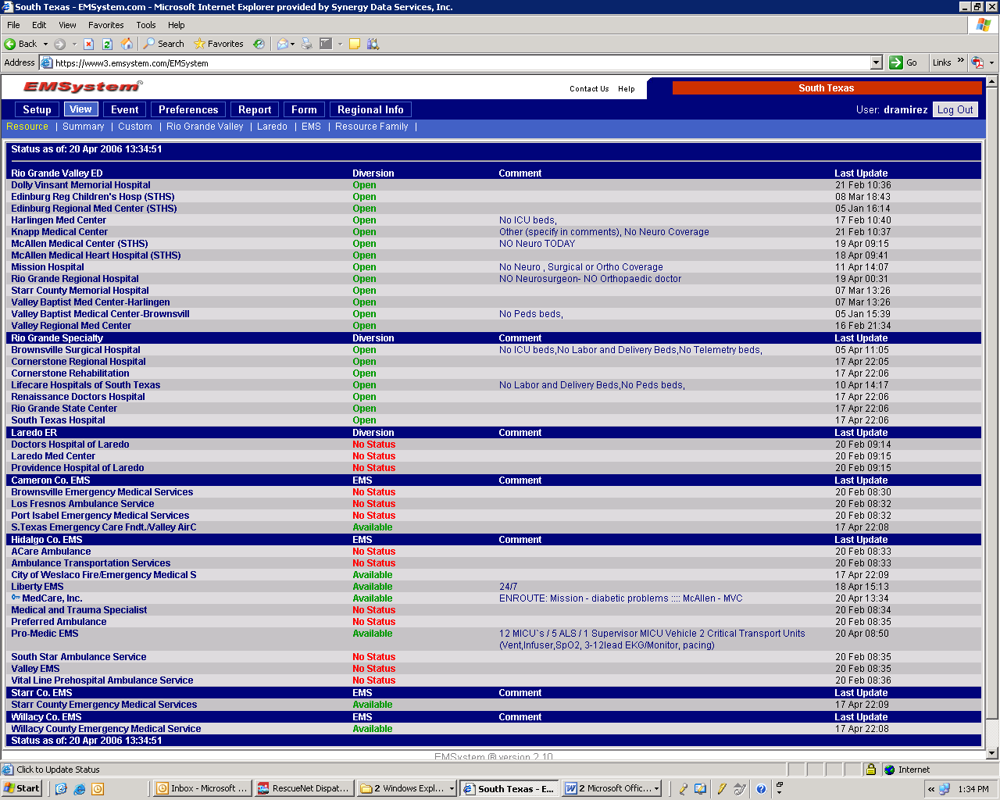 South Texas - EMSystem.com - Microsoft Internet Explorer provided by Synergy Data Services, Inc.
File Edit View Favorites Tools Help
Back Search Favorites
Address https://www3.emsystem.com/EMSystem Go Links »
EMSystem® Contact Us Help South Texas
Setup View Event Preferences Report Form Regional Info User: dramirez Log Out
Resource | Summary | Custom | Rio Grande Valley | Laredo | EMS | Resource Family |
Status as of: 20 Apr 2006 13:34:51
Rio Grande Valley ED Diversion Comment Last Update
Dolly Vinsant Memorial Hospital Open 21 Feb 10:36
Edinburg Reg Children's Hosp (STHS) Open 08 Mar 18:43
Edinburg Regional Med Center (STHS) Open 05 Jan 16:14
Harlingen Med Center Open No ICU beds, 17 Feb 10:40
Knapp Medical Center Open Other (specify in comments), No Neuro Coverage 21 Feb 10:37
McAllen Medical Center (STHS) Open NO Neuro TODAY 19 Apr 09:15
McAllen Medical Heart Hospital (STHS) Open 18 Apr 09:41
Mission Hospital Open No Neuro , Surgical or Ortho Coverage 11 Apr 14:07
Rio Grande Regional Hospital Open NO Neurosurgeon- NO Orthopaedic doctor 19 Apr 00:31
Starr County Memorial Hospital Open 07 Mar 13:26
Valley Baptist Med Center-Harlingen Open 07 Mar 13:26
Valley Baptist Medical Center-Brownsvill Open No Peds beds, 05 Jan 15:39
Valley Regional Med Center Open 16 Feb 21:34
Rio Grande Specialty Diversion Comment Last Update
Brownsville Surgical Hospital Open No ICU beds,No Labor and Delivery Beds,No Telemetry beds, 05 Apr 11:05
Cornerstone Regional Hospital Open 17 Apr 22:05
Cornerstone Rehabilitation Open 17 Apr 22:06
Lifecare Hospitals of South Texas Open No Labor and Delivery Beds,No Peds beds, 10 Apr 14:17
Renaissance Doctors Hospital Open 17 Apr 22:06
Rio Grande State Center Open 17 Apr 22:06
South Texas Hospital Open 17 Apr 22:06
Laredo ER Diversion Comment Last Update
Doctors Hospital of Laredo No Status 20 Feb 09:14
Laredo Med Center No Status 20 Feb 09:15
Providence Hospital of Laredo No Status 20 Feb 09:15
Cameron Co. EMS EMS Comment Last Update
Brownsville Emergency Medical Services No Status 20 Feb 08:30
Los Fresnos Ambulance Service No Status 20 Feb 08:32
Port Isabel Emergency Medical Services No Status 20 Feb 08:32
S.Texas Emergency Care Fndt./Valley AirC Available 17 Apr 22:08
Hidalgo Co. EMS EMS Comment Last Update
ACare Ambulance No Status 20 Feb 08:33
Ambulance Transportation Services No Status 20 Feb 08:33
City of Weslaco Fire/Emergency Medical S Available 17 Apr 22:09
Liberty EMS Available 24/7 18 Apr 15:13
MedCare, Inc. Available ENROUTE: Mission - diabetic problems :::: McAllen - MVC 20 Apr 13:34
Medical and Trauma Specialist No Status 20 Feb 08:34
Preferred Ambulance No Status 20 Feb 08:35
Pro-Medic EMS Available 12 MICU`s / 5 ALS / 1 Supervisor MICU Vehicle 2 Critical Transport Units 20 Apr 08:50
(Vent,Infuser,SpO2, 3-12lead EKG/Monitor, pacing)
South Star Ambulance Service No Status 20 Feb 08:35
Valley EMS No Status 20 Feb 08:35
Vital Line Prehospital Ambulance Service No Status 20 Feb 08:36
Starr Co. EMS EMS Comment Last Update
Starr County Emergency Medical Services Available 17 Apr 22:09
Willacy Co. EMS EMS Comment Last Update
Willacy County Emergency Medical Service Available 17 Apr 22:08
Status as of: 20 Apr 2006 13:34:51
EMSystem ® version 2.10
Click to Update Status Internet
Start Inbox - Microsoft ... RescueNet Dispat... 2 Windows Expl... South Texas - E... 2 Microsoft Offic... « 1:34 PM